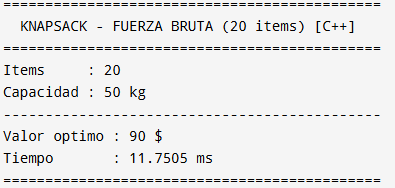 =============================================
KNAPSACK - FUERZA BRUTA (20 items) [C++]
=============================================
Items     : 20
Capacidad : 50 kg
---------------------------------------------
Valor optimo : 90 $
Tiempo       : 11.7505 ms
=============================================